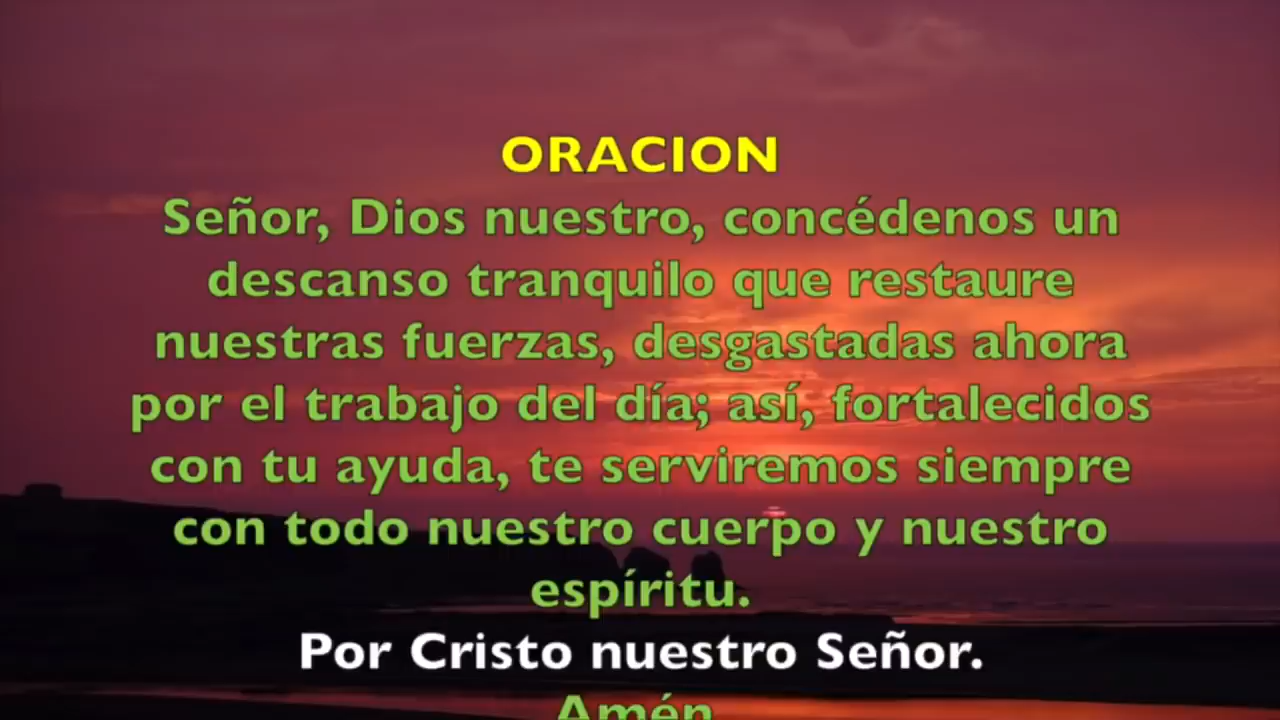 ORACION
Señor, Dios nuestro, concédenos un
descanso tranquilo que restaure
nuestras fuerzas, desgastadas ahora
por el trabajo del día; así, fortalecidos
con tu ayuda, te serviremos siempre
con todo nuestro cuerpo y nuestro
espíritu.
Por Cristo nuestro Señor.
Amén